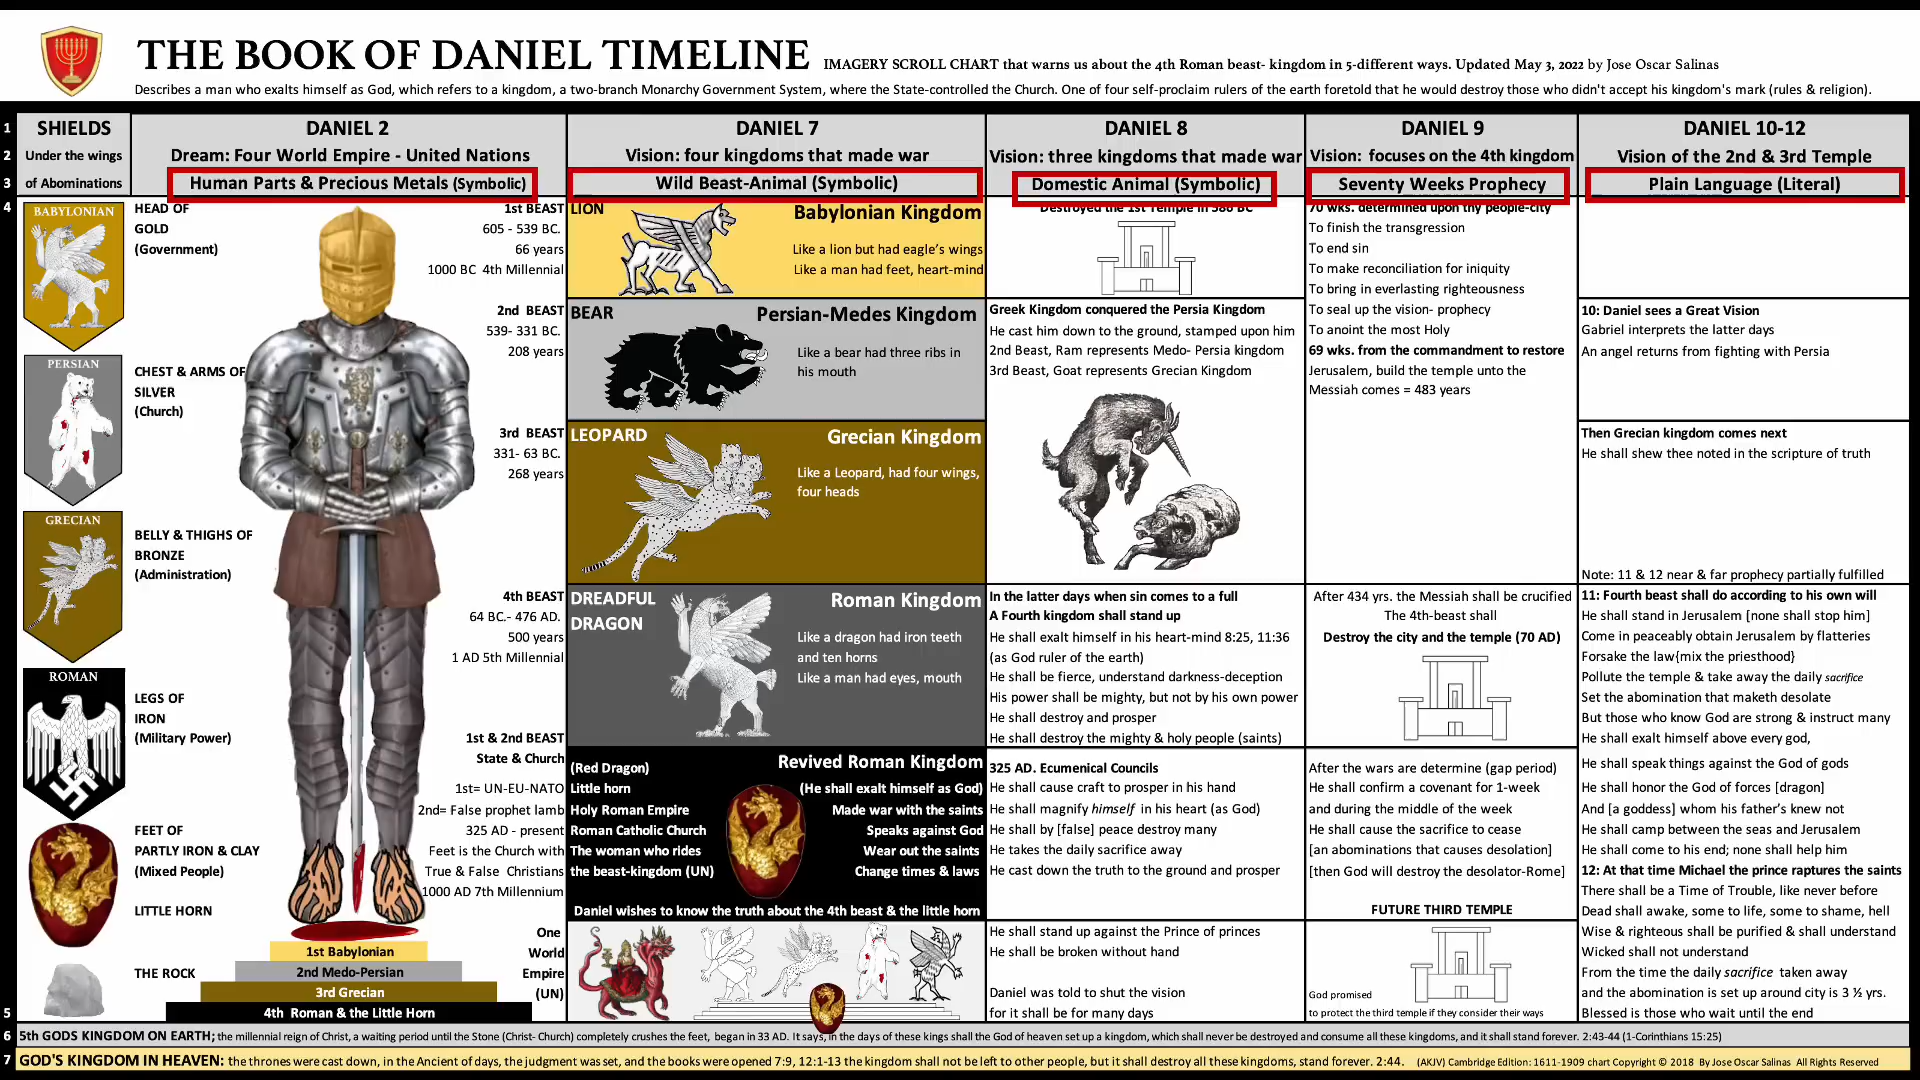 THE BOOK OF DANIEL TIMELINE IMAGERY SCROLL CHART that warns us about the 4th Roman beast- kingdom in 5-different ways. Updated May 3, 2022 by Jose Oscar Salinas
Describes a man who exalts himself as God, which refers to a kingdom, a two-branch Monarchy Government System, where the State-controlled the Church. One of four self-proclaim rulers of the earth foretold that he would destroy those who didn't accept his kingdom's mark (rules & religion).
1
2
3
4
5
6
7
SHIELDS
Under the wings
of Abominations
BABYLONIAN
PERSIAN
GRECIAN
ROMAN
DANIEL 2
Dream: Four World Empire - United Nations
Human Parts & Precious Metals (Symbolic)
HEAD OF
GOLD
(Government)
CHEST & ARMS OF
SILVER
(Church)
BELLY & THIGHS OF
BRONZE
(Administration)
LEGS OF
IRON
(Military Power)
FEET OF
PARTLY IRON & CLAY
(Mixed People)
LITTLE HORN
THE ROCK
1st BEAST
605 - 539 BC.
66 years
1000 BC 4th Millennial
2nd BEAST
539- 331 BC.
208 years
3rd BEAST
331- 63 BC.
268 years
4th BEAST
64 BC.- 476 AD.
500 years
1 AD 5th Millennial
1st & 2nd BEAST
State & Church
1st= UN-EU-NATO
2nd= False prophet lamb
325 AD - present
Feet is the Church with
True & False Christians
1000 AD 7th Millennium
One
World
Empire
(UN)
1st Babylonian
2nd Medo-Persian
3rd Grecian
4th Roman & the Little Horn
DANIEL 7
Vision: four kingdoms that made war
Wild Beast-Animal (Symbolic)
LION
Babylonian Kingdom
Like a lion but had eagle's wings
Like a man had feet, heart-mind
BEAR
Persian-Medes Kingdom
Like a bear had three ribs in
his mouth
LEOPARD
Grecian Kingdom
Like a Leopard, had four wings,
four heads
DREADFUL
DRAGON
Roman Kingdom
Like a dragon had iron teeth
and ten horns
Like a man had eyes, mouth
Revived Roman Kingdom
(Red Dragon)
Little horn
Holy Roman Empire
Roman Catholic Church
The woman who rides
the beast-kingdom (UN)
(He shall exalt himself as God)
Made war with the saints
Speaks against God
Wear out the saints
Change times & laws
Daniel wishes to know the truth about the 4th beast & the little horn
DANIEL 8
Vision: three kingdoms that made war
Domestic Animal (Symbolic)
Destroyed the 1st Temple in 586 BC
Greek Kingdom conquered the Persia Kingdom
He cast him down to the ground, stamped upon him
2nd Beast, Ram represents Medo- Persia kingdom
3rd Beast, Goat represents Grecian Kingdom
In the latter days when sin comes to a full
A Fourth kingdom shall stand up
He shall exalt himself in his heart-mind 8:25, 11:36
(as God ruler of the earth)
He shall be fierce, understand darkness-deception
His power shall be mighty, but not by his own power
He shall destroy and prosper
He shall destroy the mighty & holy people (saints)
325 AD. Ecumenical Councils
He shall cause craft to prosper in his hand
He shall magnify himself in his heart (as God)
He shall by [false] peace destroy many
He takes the daily sacrifice away
He cast down the truth to the ground and prosper
He shall stand up against the Prince of princes
He shall be broken without hand
Daniel was told to shut the vision
for it shall be for many days
DANIEL 9
Vision: focuses on the 4th kingdom
Seventy Weeks Prophecy
70 wks. determined upon thy people-city
To finish the transgression
To end sin
To make reconciliation for iniquity
To bring in everlasting righteousness
To seal up the vision- prophecy
To anoint the most Holy
69 wks. from the commandment to restore
Jerusalem, build the temple unto the
Messiah comes = 483 years
After 434 yrs. the Messiah shall be crucified
The 4th-beast shall
Destroy the city and the temple (70 AD)
After the wars are determine (gap period)
He shall confirm a covenant for 1-week
and during the middle of the week
He shall cause the sacrifice to cease
[an abominations that causes desolation]
[then God will destroy the desolator-Rome]
FUTURE THIRD TEMPLE
God promised
to protect the third temple if they consider their ways
DANIEL 10-12
Vision of the 2nd & 3rd Temple
Plain Language (Literal)
10: Daniel sees a Great Vision
Gabriel interprets the latter days
An angel returns from fighting with Persia
Then Grecian kingdom comes next
He shall shew thee noted in the scripture of truth
Note: 11 & 12 near & far prophecy partially fulfilled
11: Fourth beast shall do according to his own will
He shall stand in Jerusalem [none shall stop him]
Come in peaceably obtain Jerusalem by flatteries
Forsake the law{mix the priesthood}
Pollute the temple & take away the daily sacrifice
Set the abomination that maketh desolate
But those who know God are strong & instruct many
He shall exalt himself above every god,
He shall speak things against the God of gods
He shall honor the God of forces [dragon]
And [a goddess] whom his father's knew not
He shall camp between the seas and Jerusalem
He shall come to his end; none shall help him
12: At that time Michael the prince raptures the saints
There shall be a Time of Trouble, like never before
Dead shall awake, some to life, some to shame, hell
Wise & righteous shall be purified & shall understand
Wicked shall not understand
From the time the daily sacrifice taken away
and the abomination is set up around city is 3 ½ yrs.
Blessed is those who wait until the end
5th GODS KINGDOM ON EARTH; the millennial reign of Christ, a waiting period until the Stone (Christ- Church) completely crushes the feet, began in 33 AD. It says, in the days of these kings shall the God of heaven set up a kingdom, which shall never be destroyed and consume all these kingdoms, and it shall stand forever. 2:43-44 (1-Corinthians 15:25)
GOD'S KINGDOM IN HEAVEN: the thrones were cast down, in the Ancient of days, the judgment was set, and the books were opened 7:9, 12:1-13 the kingdom shall not be left to other people, but it shall destroy all these kingdoms, stand forever. 2:44. (AKJV) Cambridge Edition: 1611-1909 chart Copyright © 2018 By Jose Oscar Salinas All Rights Reserved